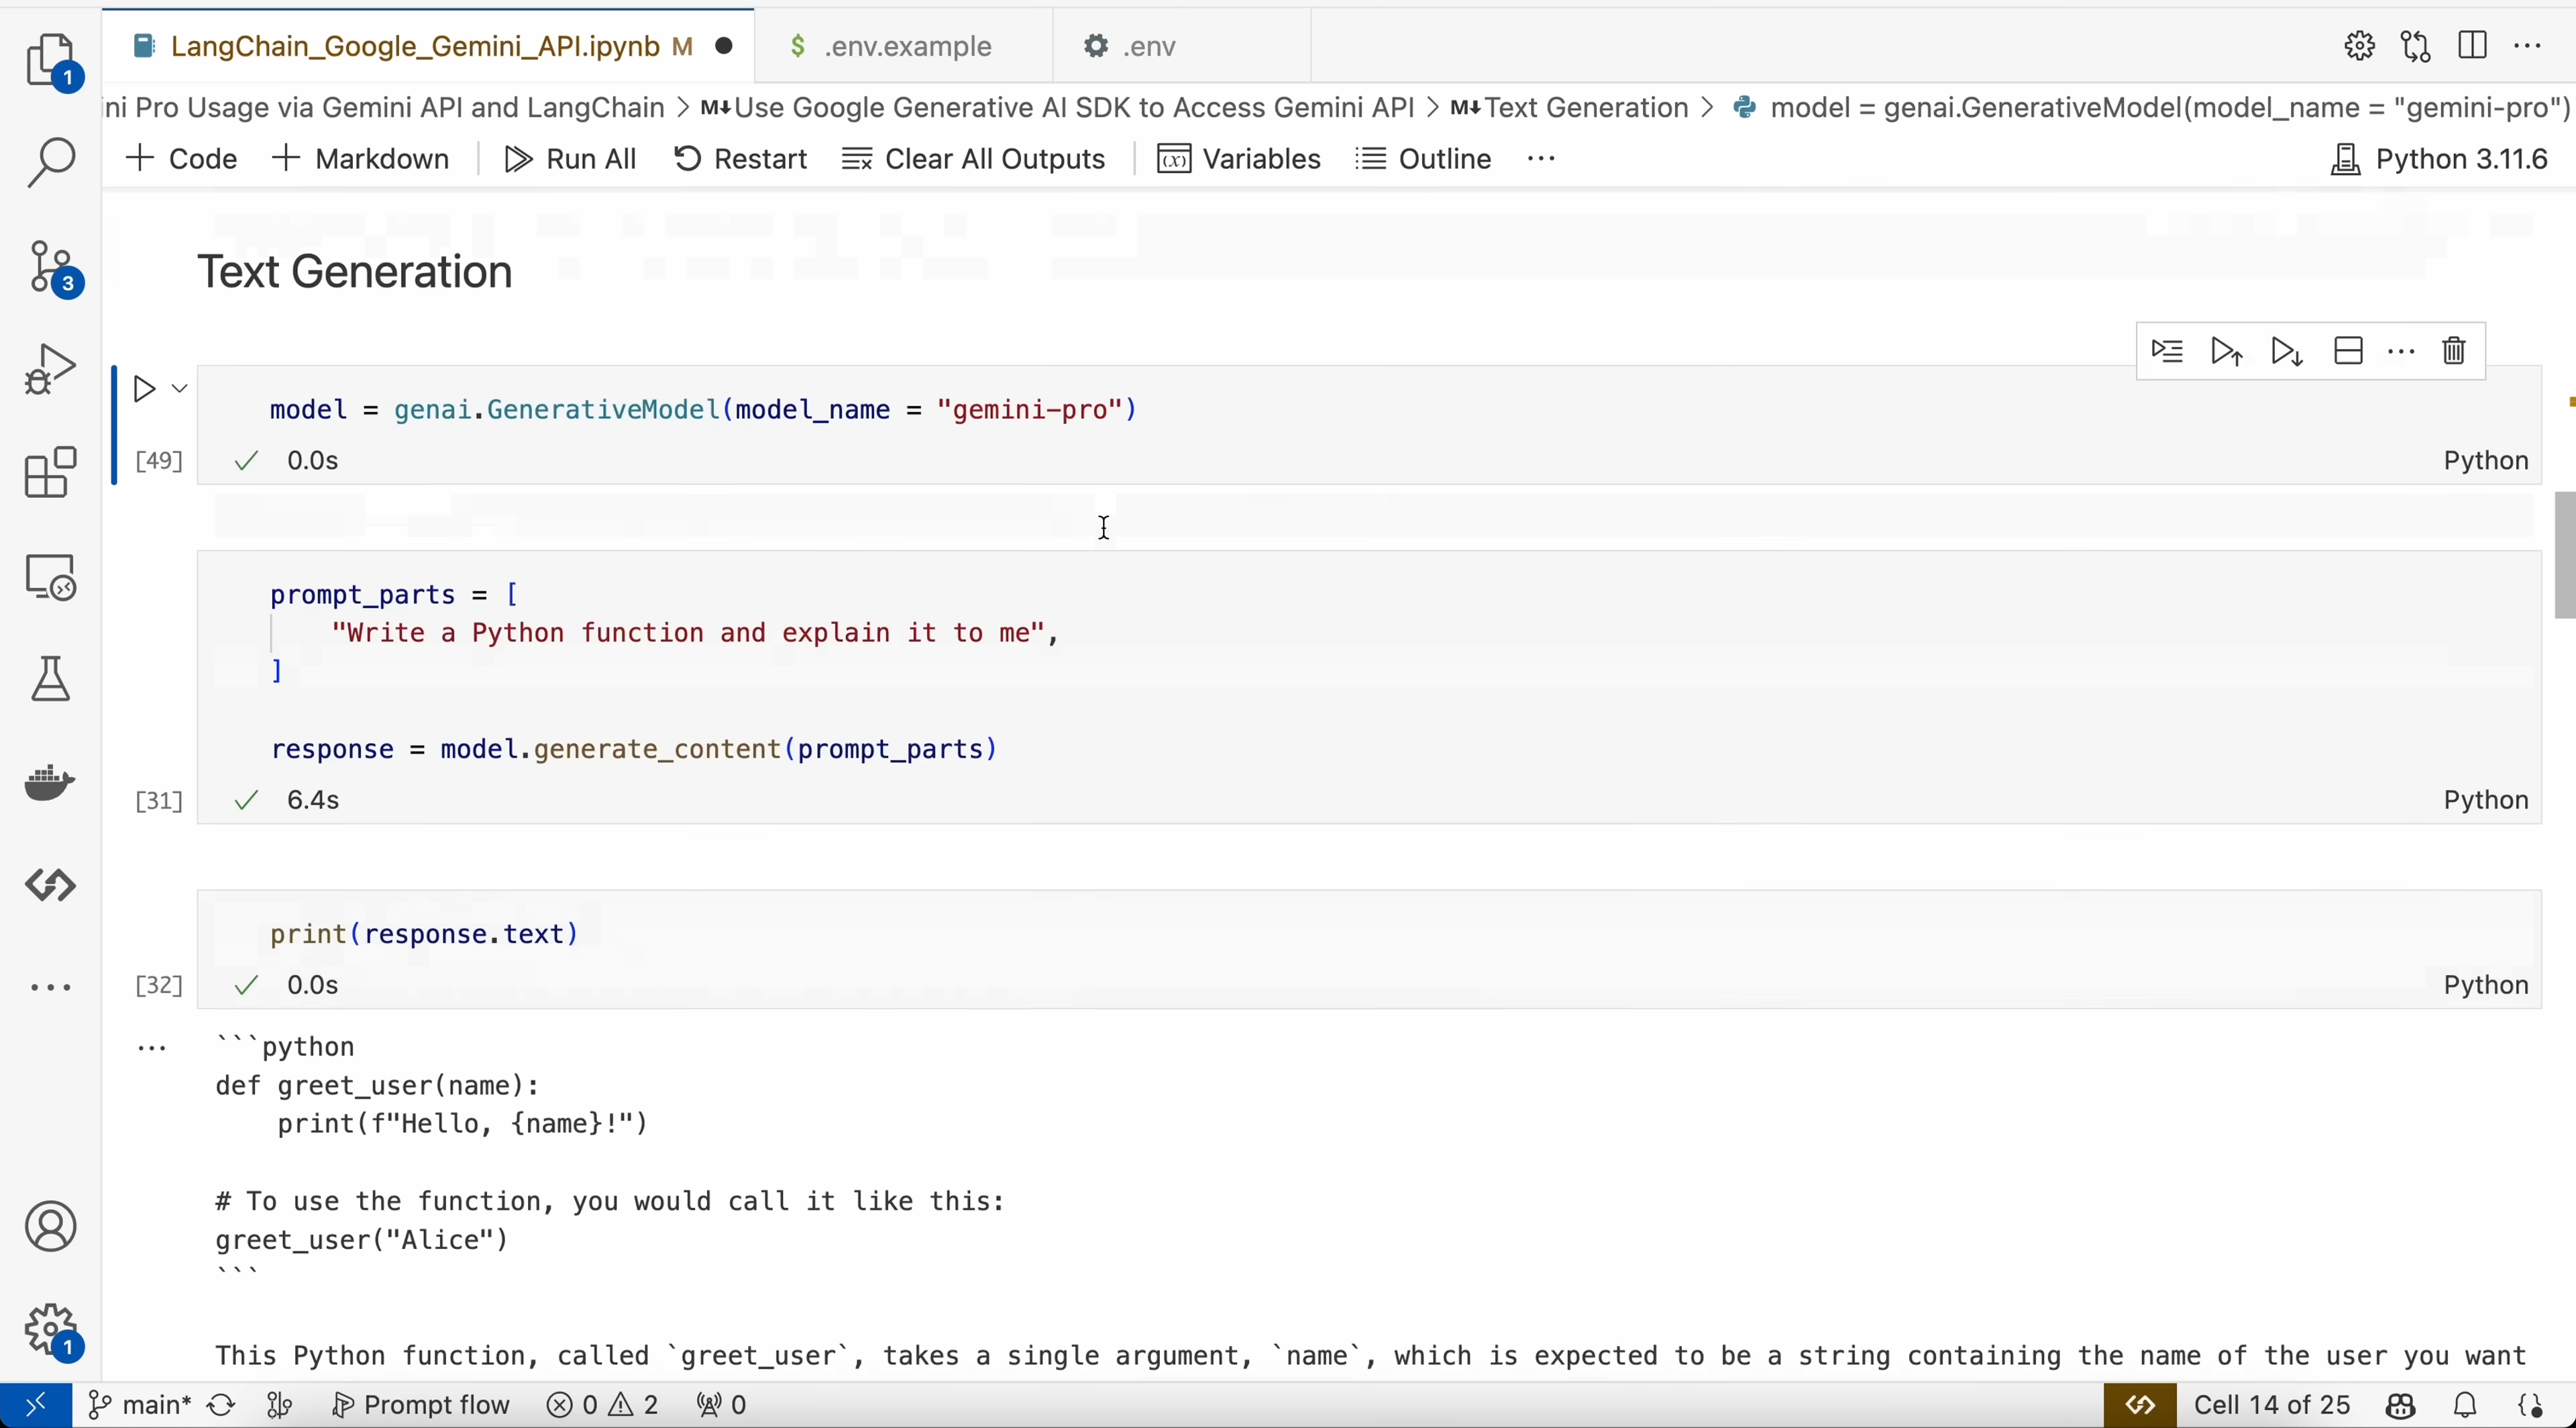 LangChain_Google_Gemini_API.ipynb M
$ .env.example
.env
ni Pro Usage via Gemini API and LangChain > M↓Use Google Generative AI SDK to Access Gemini API > M↓Text Generation > model = genai.GenerativeModel(model_name = "gemini-pro")
+ Code + Markdown Run All Restart Clear All Outputs (x) Variables Outline ··· Python 3.11.6
1
3
Text Generation
model = genai.GenerativeModel(model_name = "gemini-pro")
[49] ✓ 0.0s Python
prompt_parts = [
    "Write a Python function and explain it to me",
]
response = model.generate_content(prompt_parts)
[31] ✓ 6.4s Python
print(response.text)
[32] ✓ 0.0s Python
··· ```python
def greet_user(name):
    print(f"Hello, {name}!")
# To use the function, you would call it like this:
greet_user("Alice")
```
This Python function, called `greet_user`, takes a single argument, `name`, which is expected to be a string containing the name of the user you want
1
main* Prompt flow 0 2 0 Cell 14 of 25